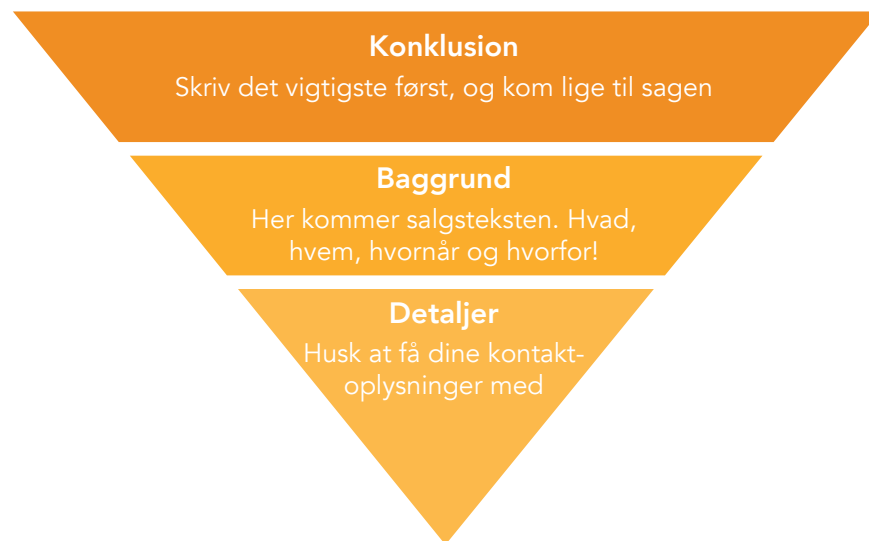 Konklusion
Skriv det vigtigste først, og kom lige til sagen
Baggrund
Her kommer salgsteksten. Hvad,
hvem, hvornår og hvorfor!
Detaljer
Husk at få dine kontakt-
oplysninger med